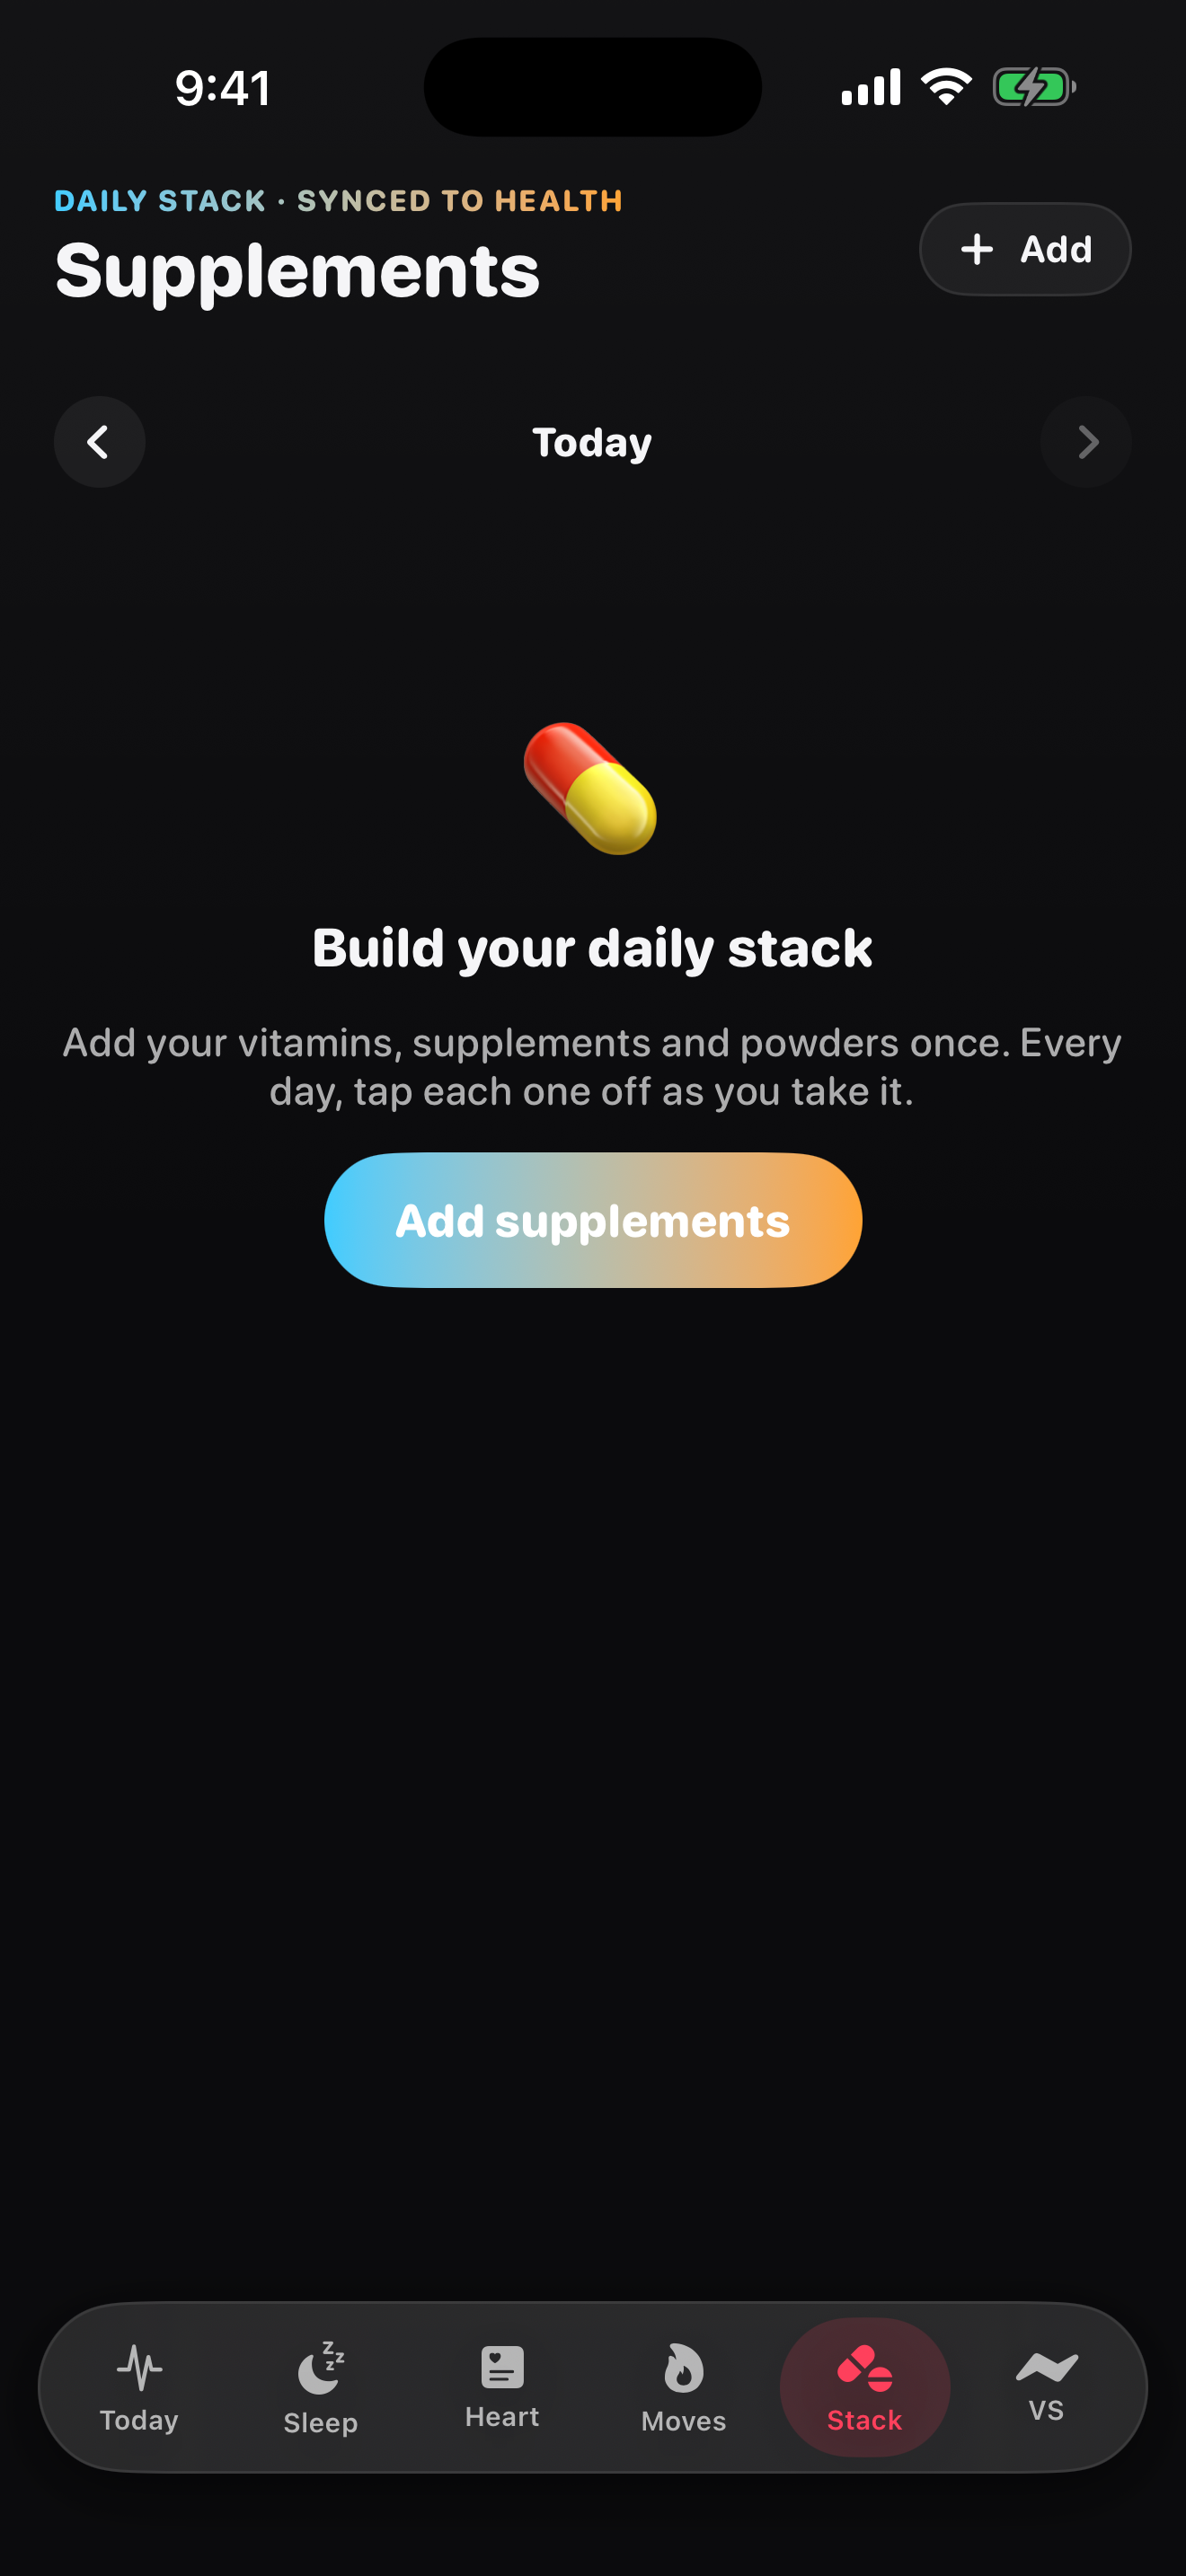 9:41
DAILY STACK · SYNCED TO HEALTH
Supplements
Add
Today
Build your daily stack
Add your vitamins, supplements and powders once. Every
day, tap each one off as you take it.
Add supplements
Today
Sleep
Heart
Moves
Stack
VS